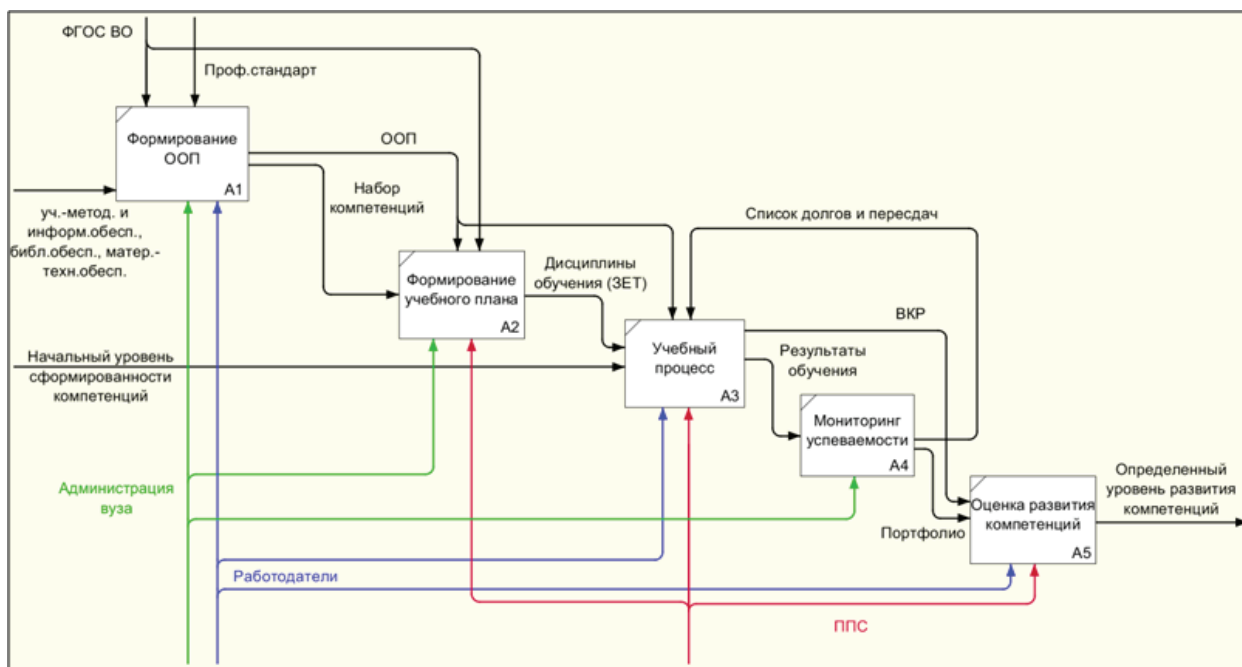 ФГОС ВО
Проф.стандарт
Формирование
ООП
А1
ООП
Набор
компетенций
уч.-метод. и
информ.обесп.,
библ.обесп., матер.-
техн.обесп.
Список долгов и пересдач
Формирование
учебного плана
А2
Дисциплины
обучения (ЗЕТ)
ВКР
Начальный уровень
сформированности
компетенций
Учебный
процесс
А3
Результаты
обучения
Мониторинг
успеваемости
А4
Администрация
вуза
Определенный
уровень развития
компетенций
Оценка развития
компетенций
А5
Портфолио
Работодатели
ППС